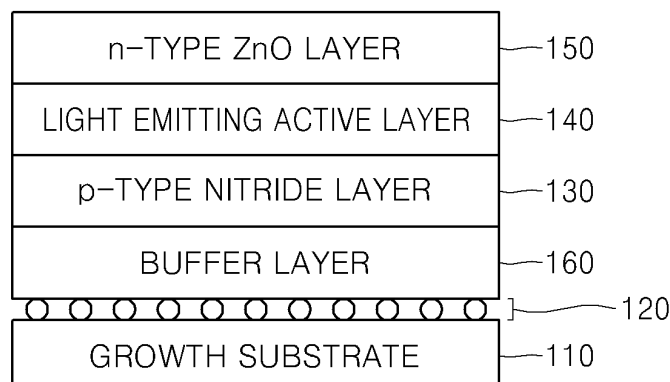 n-TYPE ZnO LAYER 150
LIGHT EMITTING ACTIVE LAYER 140
p-TYPE NITRIDE LAYER 130
BUFFER LAYER 160
120
GROWTH SUBSTRATE 110